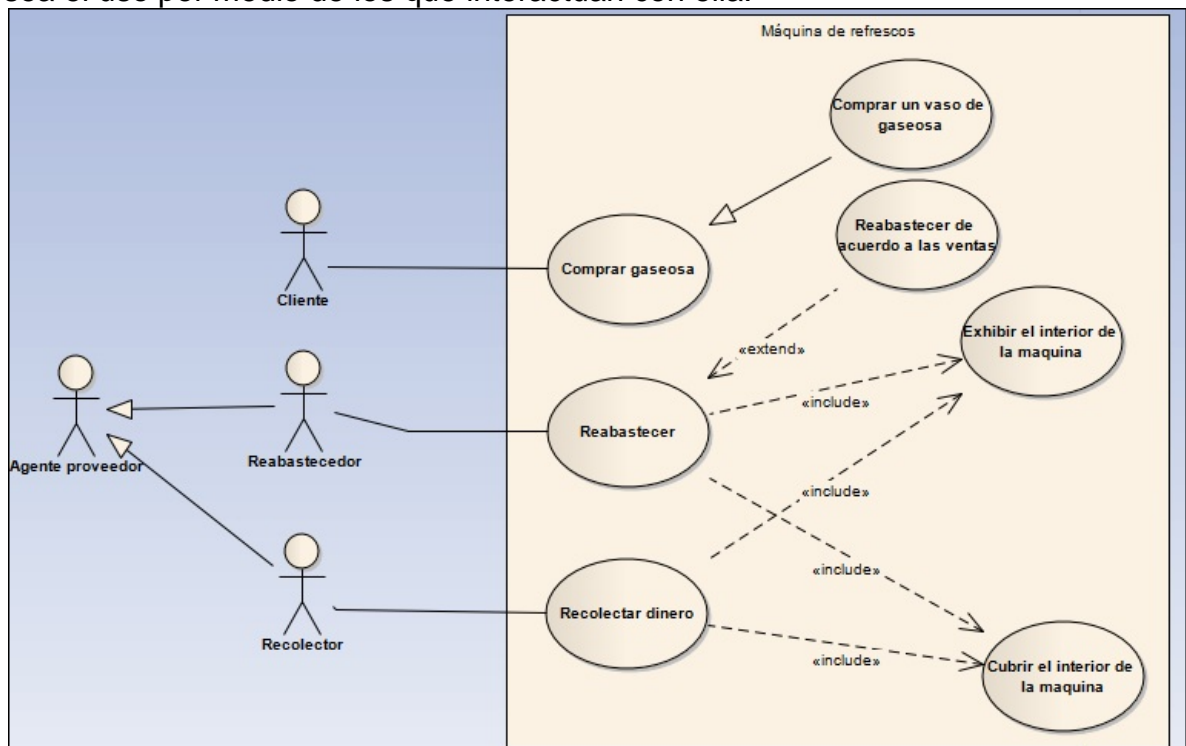 Máquina de refrescos
Comprar un vaso de
gaseosa
Reabastecer de
acuerdo a las ventas
Comprar gaseosa
Cliente
Exhibir el interior de
la maquina
«extend»
«include»
Reabastecer
Agente proveedor
Reabastecedor
«include»
«include»
Recolectar dinero
Recolector
«include»
Cubrir el interior de
la maquina